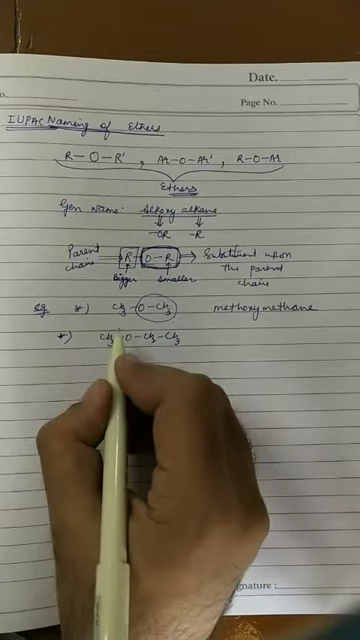 Date.
o.
Page No.
IUPAC Naming of Ethers
R-O-R' , Ar-O-Ar' , R-O-Ar
Ethers
Gen Name: Alkoxy alkane
-OR -R
Parent chain R O-R Substituent upon the parent chain
Bigger Smaller
eg *) CH3-O-CH3 methoxymethane
*) CH3-O-CH2-CH3
gnature: